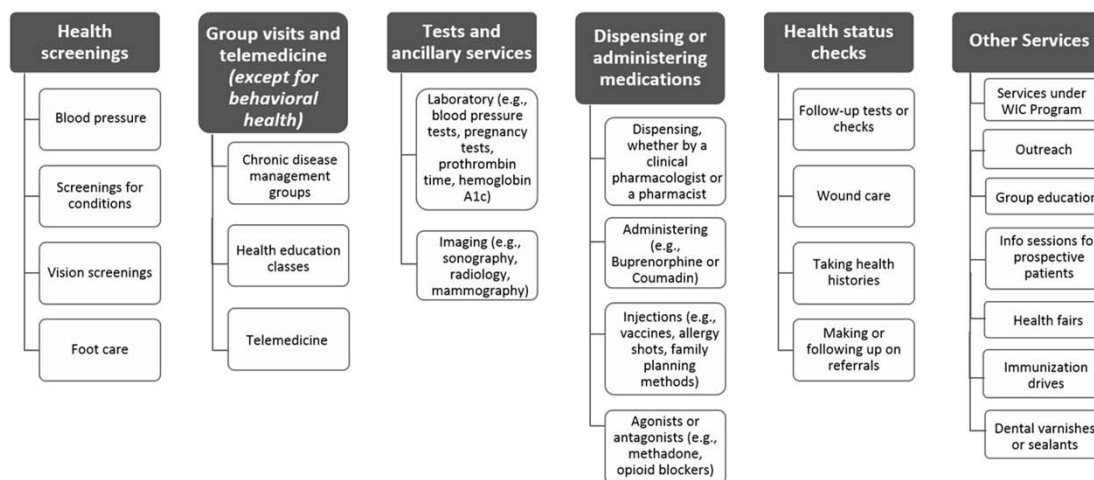 Health
screenings
Blood pressure
Screenings for
conditions
Vision screenings
Foot care
Group visits and
telemedicine
(except for
behavioral
health)
Chronic disease
management
groups
Health education
classes
Telemedicine
Tests and
ancillary services
Laboratory (e.g.,
blood pressure
tests, pregnancy
tests,
prothrombin
time, hemoglobin
A1c)
Imaging (e.g.,
sonography,
radiology,
mammography)
Dispensing or
administering
medications
Dispensing,
whether by a
clinical
pharmacologist or
a pharmacist
Administering
(e.g.,
Buprenorphine or
Coumadin)
Injections (e.g.,
vaccines, allergy
shots, family
planning
methods)
Agonists or
antagonists (e.g.,
methadone,
opioid blockers)
Health status
checks
Follow-up tests or
checks
Wound care
Taking health
histories
Making or
following up on
referrals
Other Services
Services under
WIC Program
Outreach
Group education
Info sessions fo
prospective
patients
Health fairs
Immunization
drives
Dental varnishes
or sealants